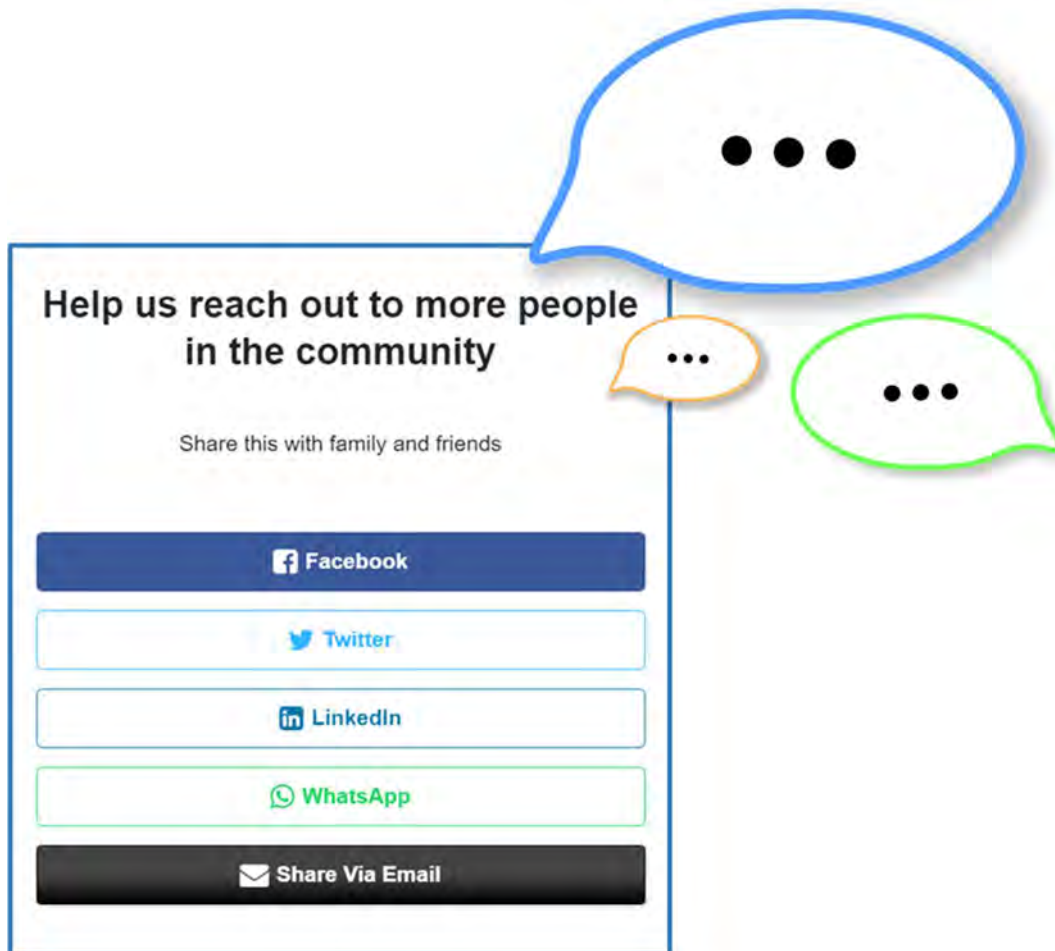 Help us reach out to more people
in the community
Share this with family and friends
Facebook
Twitter
LinkedIn
WhatsApp
Share Via Email